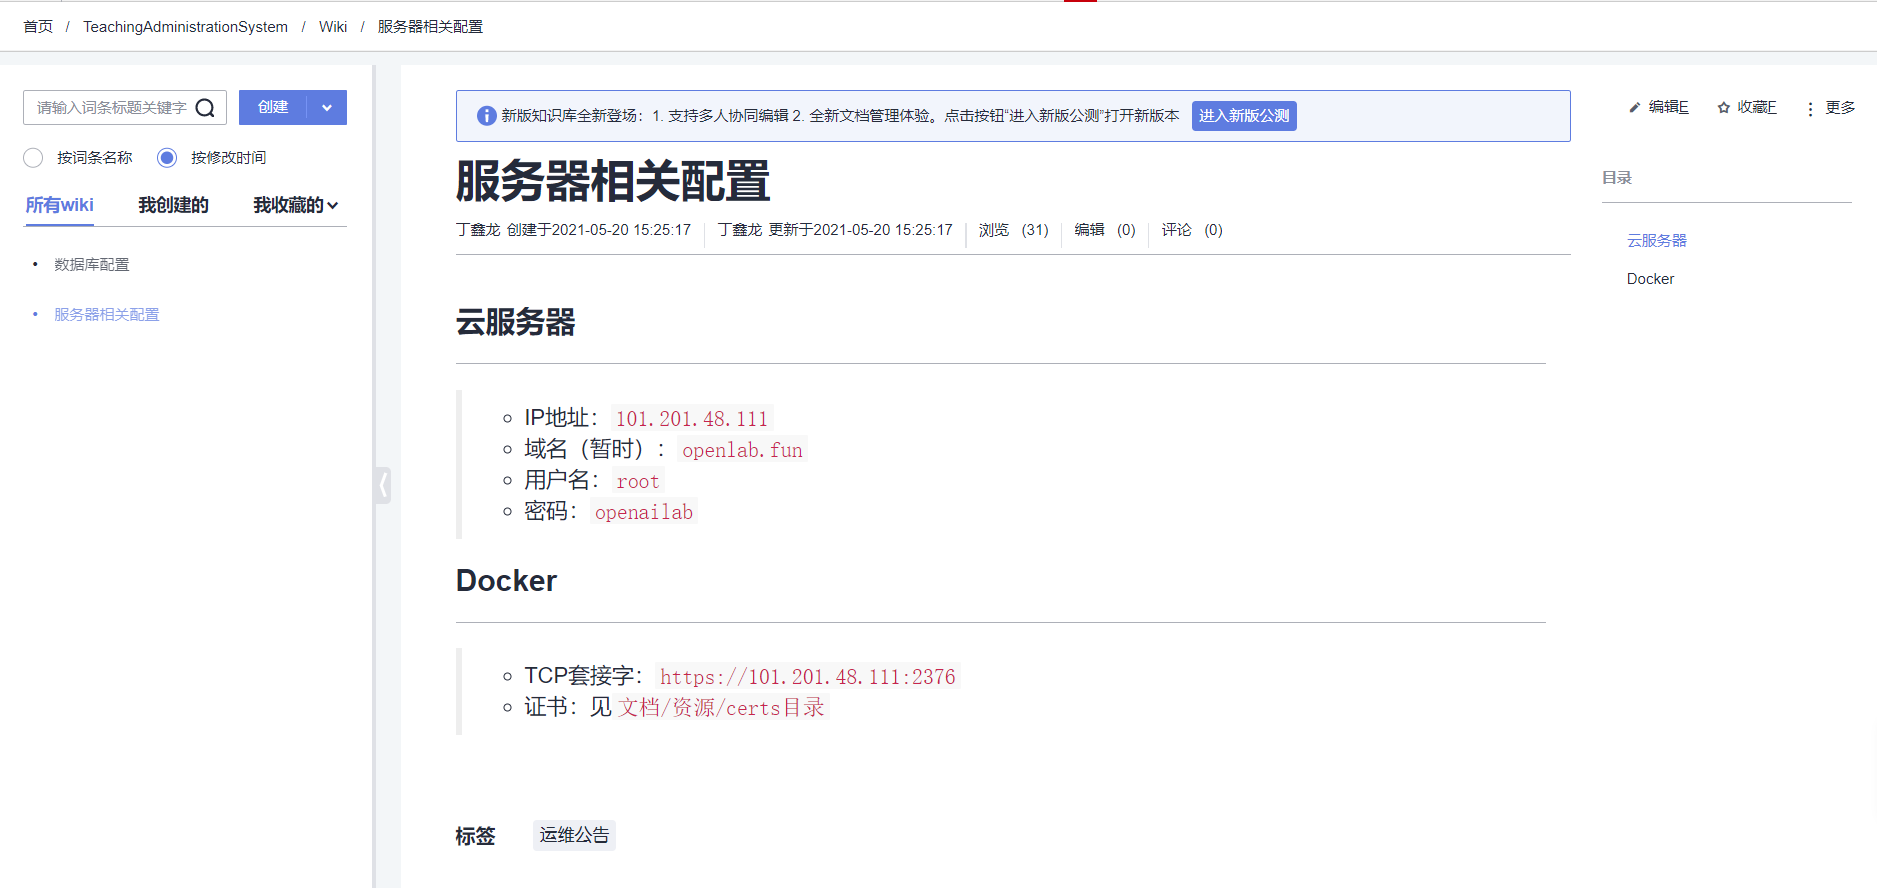 首页 / TeachingAdministrationSystem / Wiki / 服务器相关配置
请输入词条标题关键字
创建
按词条名称 按修改时间
所有wiki 我创建的 我收藏的
• 数据库配置
• 服务器相关配置
新版知识库全新登场：1. 支持多人协同编辑 2. 全新文档管理体验。点击按钮“进入新版公测”打开新版本 进入新版公测
服务器相关配置
丁鑫龙 创建于2021-05-20 15:25:17 丁鑫龙 更新于2021-05-20 15:25:17 浏览 (31) 编辑 (0) 评论 (0)
云服务器
IP地址： 101.201.48.111
域名（暂时）： openlab.fun
用户名： root
密码： openailab
Docker
TCP套接字： https://101.201.48.111:2376
证书：见 文档/资源/certs目录
标签 运维公告
编辑E 收藏F 更多
目录
云服务器
Docker